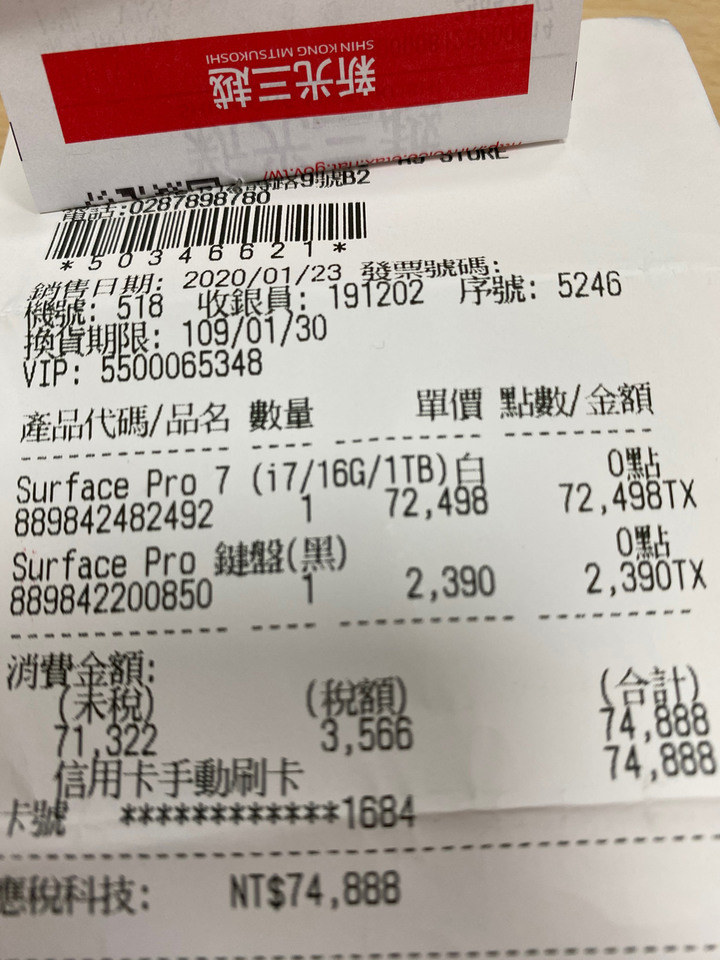 新光三越
SHIN KONG MITSUKOSHI
STORE
路9號B2
電話:0287898780
*50346621*
銷售日期: 2020/01/23 發票號碼:
機號: 518 收銀員: 191202 序號: 5246
換貨期限: 109/01/30
VIP: 5500065348
產品代碼/品名 數量 單價 點數/金額
Surface Pro 7 (i7/16G/1TB)白 0點
889842482492 1 72,498 72,498TX
Surface Pro 鍵盤(黑) 0點
889842200850 1 2,390 2,390TX
消費金額:
(未稅) (稅額) (合計)
71,322 3,566 74,888
信用卡手動刷卡 74,888
卡號 ************1684
應稅科技: NT$74,888